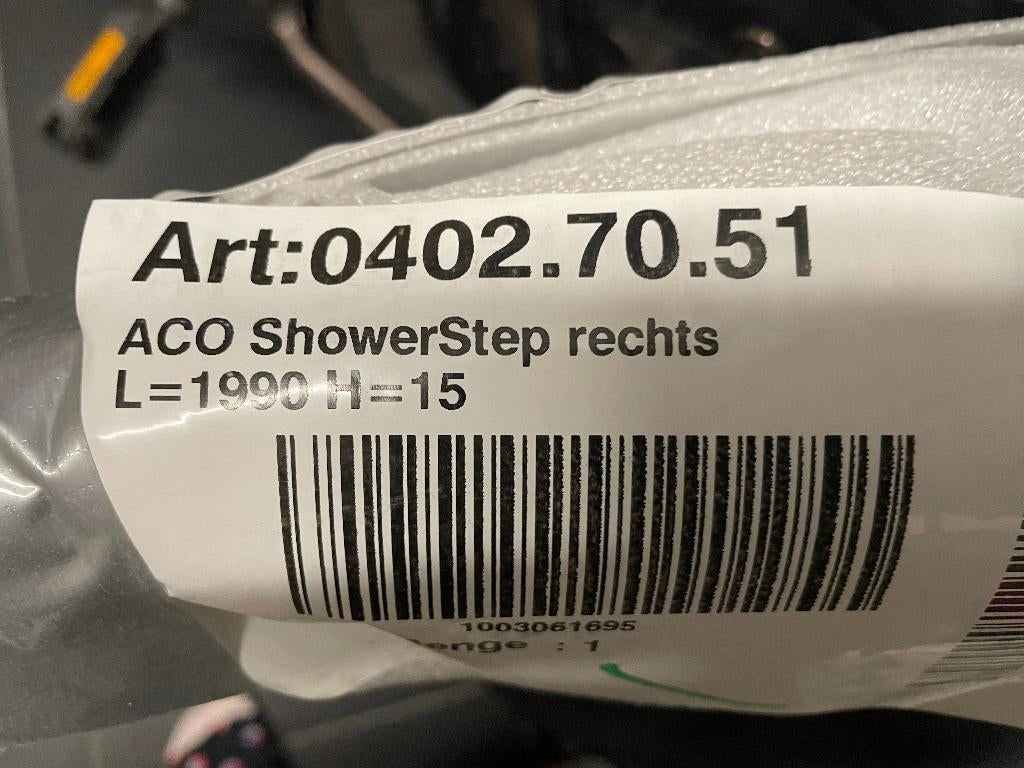 Art:0402.70.51
ACO ShowerStep rechts
L=1990 H=15
1003061695
: 1